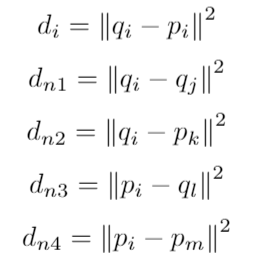 d_i = ‖q_i − p_i‖²
d_{n1} = ‖q_i − q_j‖²
d_{n2} = ‖q_i − p_k‖²
d_{n3} = ‖p_i − q_l‖²
d_{n4} = ‖p_i − p_m‖²